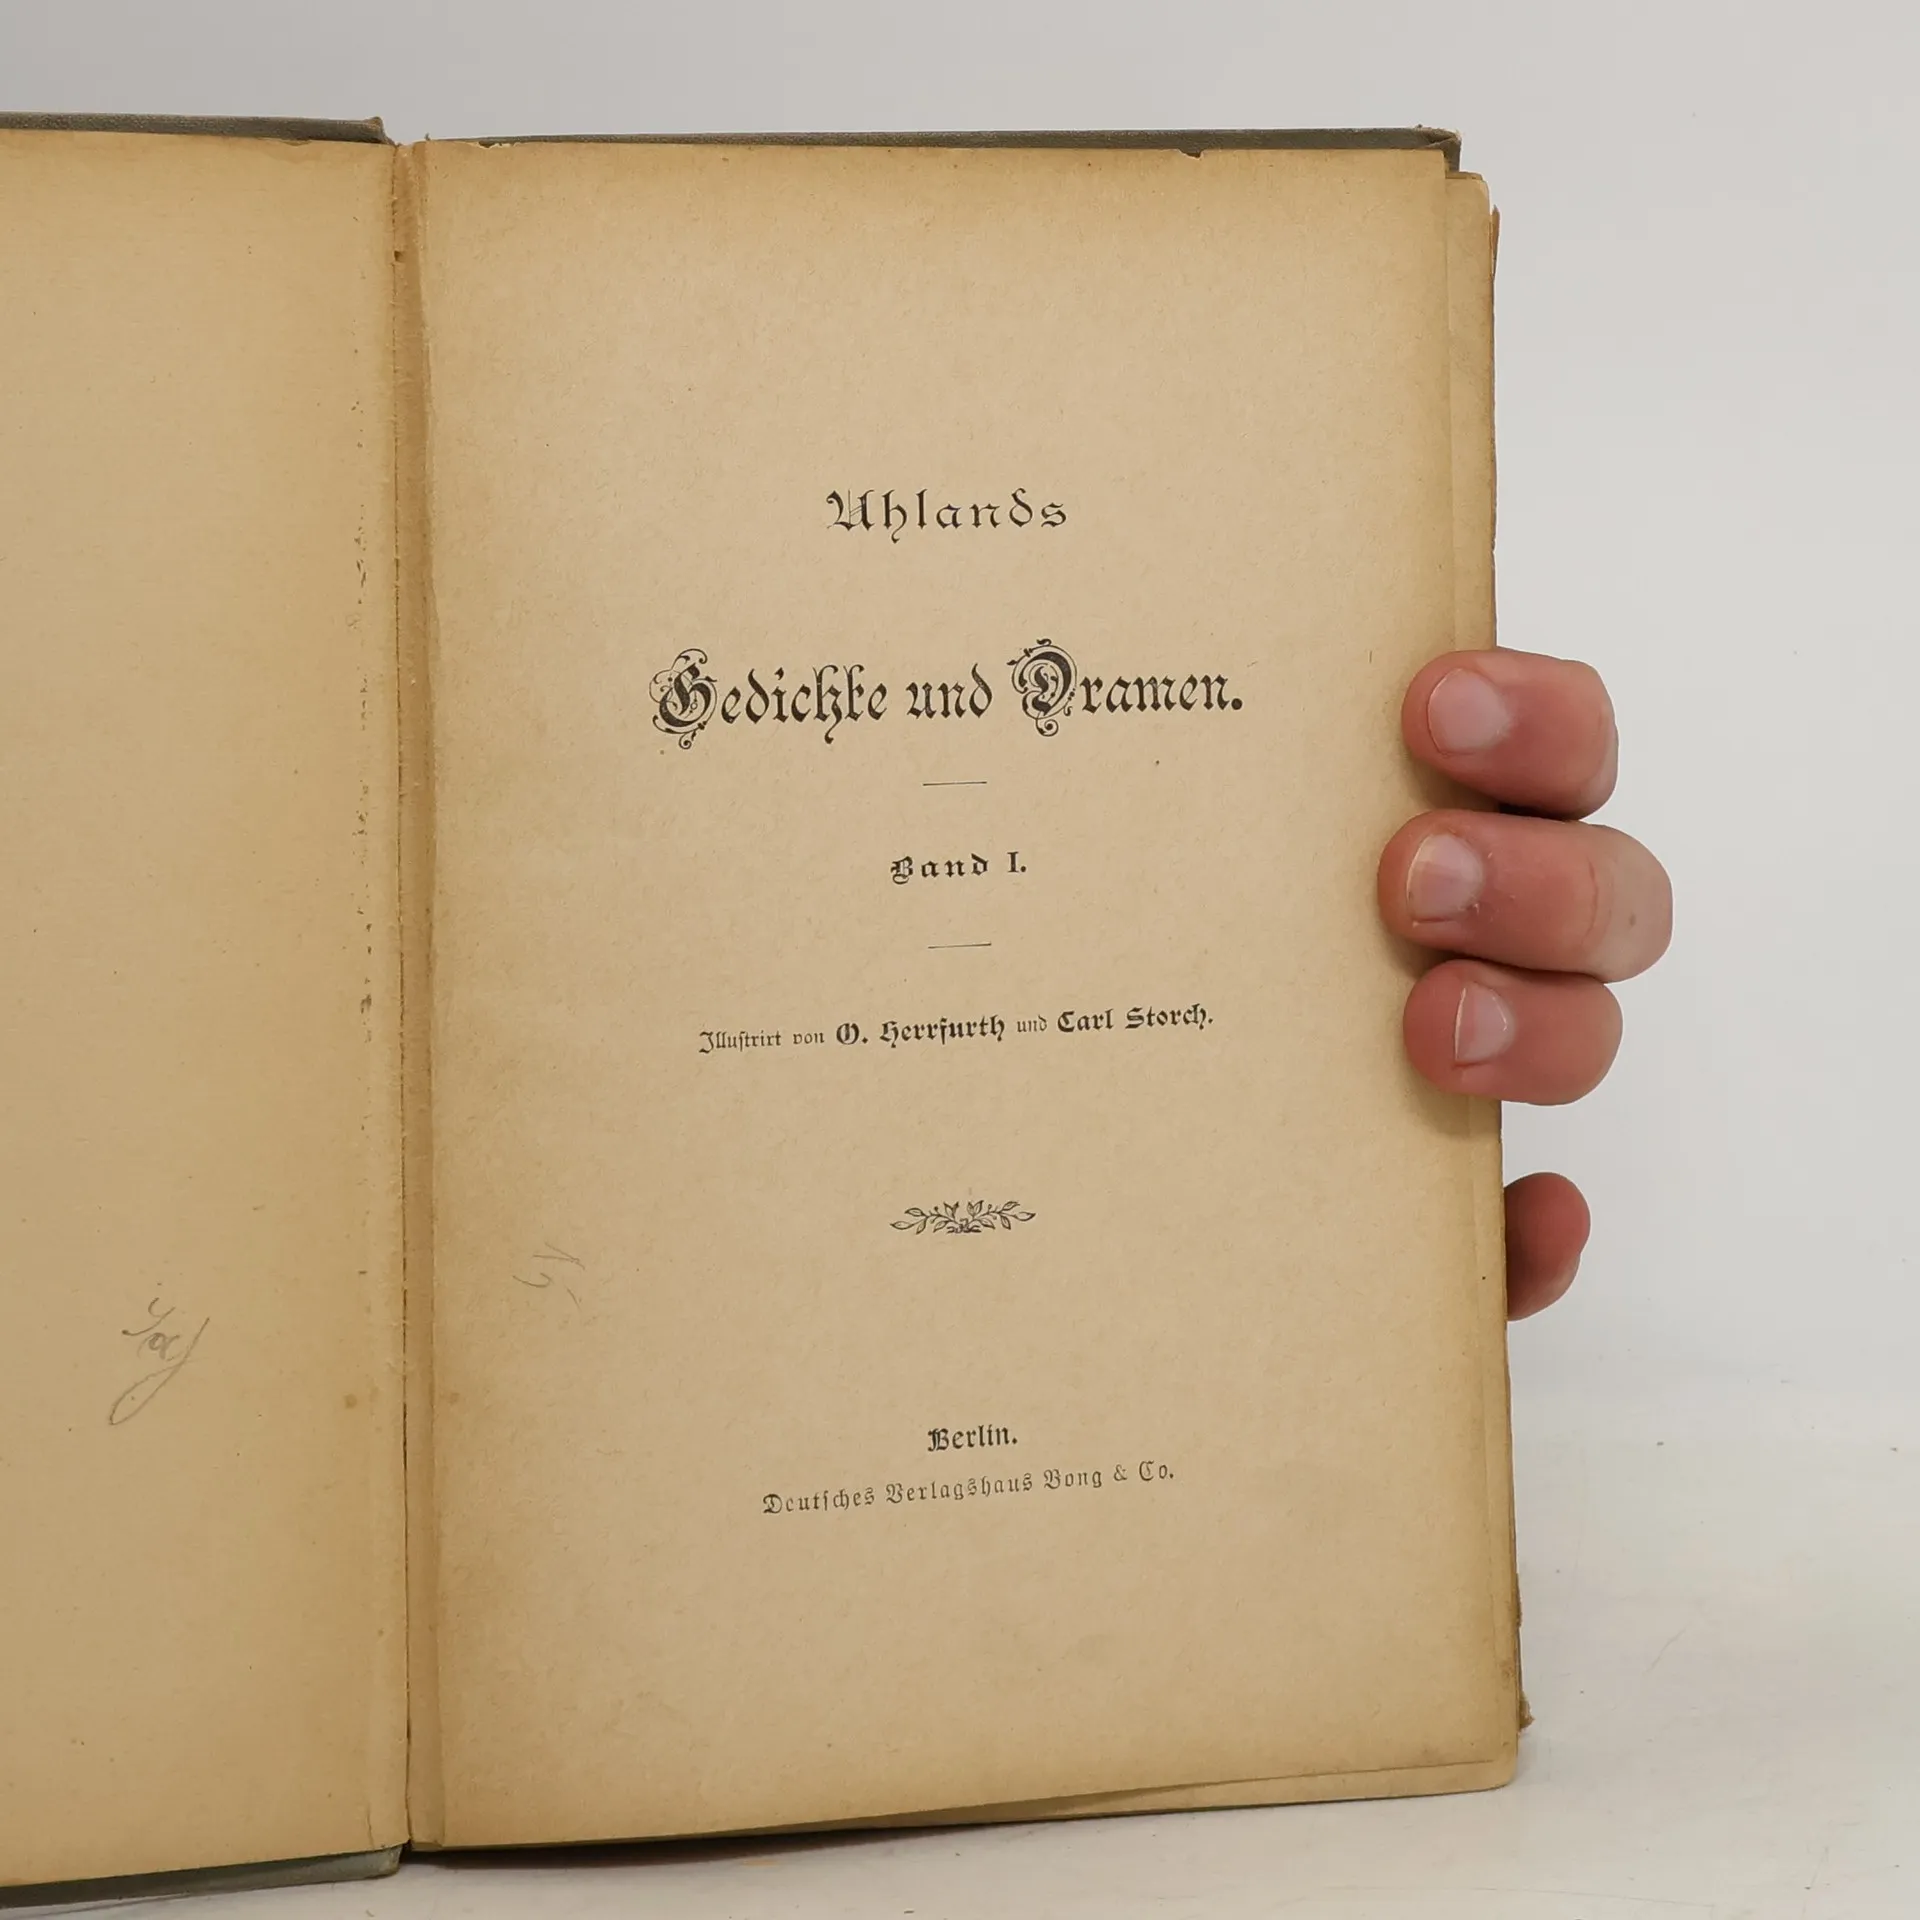 Uhlands
Gedichte und Dramen.
Band I.
Illustrirt von O. Herrfurth und Carl Storch.
Berlin.
Deutsches Verlagshaus Bong & Co.